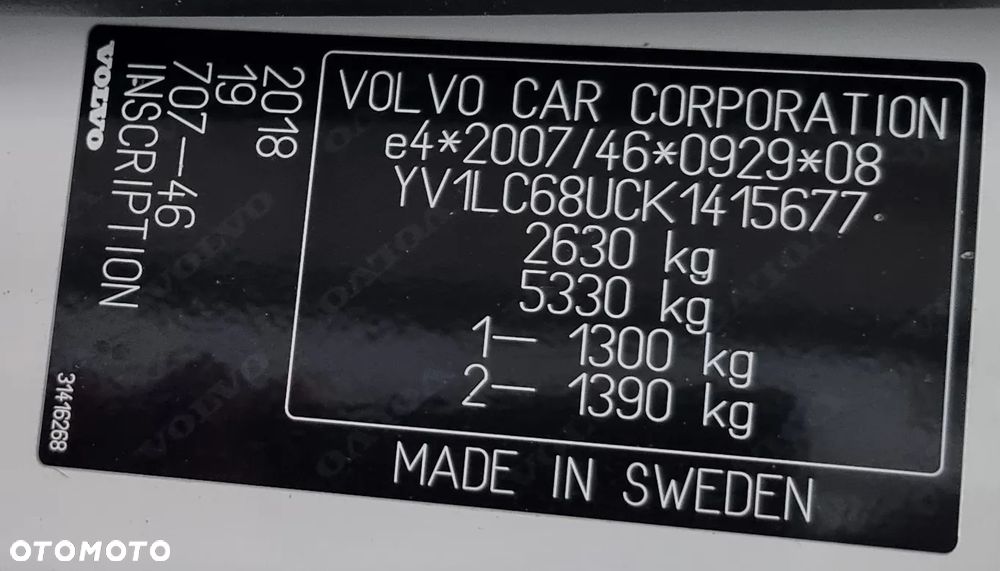 VOLVO CAR CORPORATION
e4*2007/46*0929*08
YV1LC68UCK1415677
2630 kg
5330 kg
1— 1300 kg
2— 1390 kg
MADE IN SWEDEN
2018
19
707—46
INSCRIPTION
VOLVO
31416268
OTOMOTO